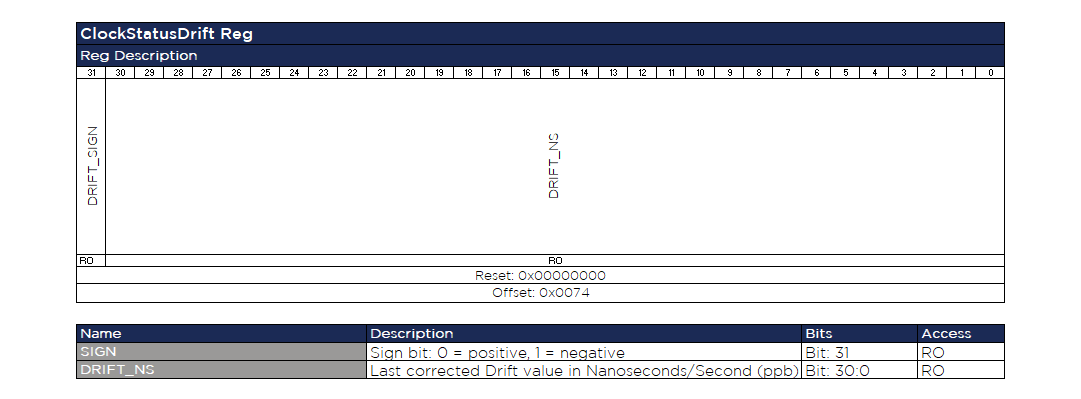 ClockStatusDrift Reg
Reg Description
31 30 29 28 27 26 25 24 23 22 21 20 19 18 17 16 15 14 13 12 11 10 9 8 7 6 5 4 3 2 1 0
DRIFT_SIGN DRIFT_NS
RO RO
Reset: 0x00000000
Offset: 0x0074
Name Description Bits Access
SIGN Sign bit: 0 = positive, 1 = negative Bit: 31 RO
DRIFT_NS Last corrected Drift value in Nanoseconds/Second (ppb) Bit: 30:0 RO